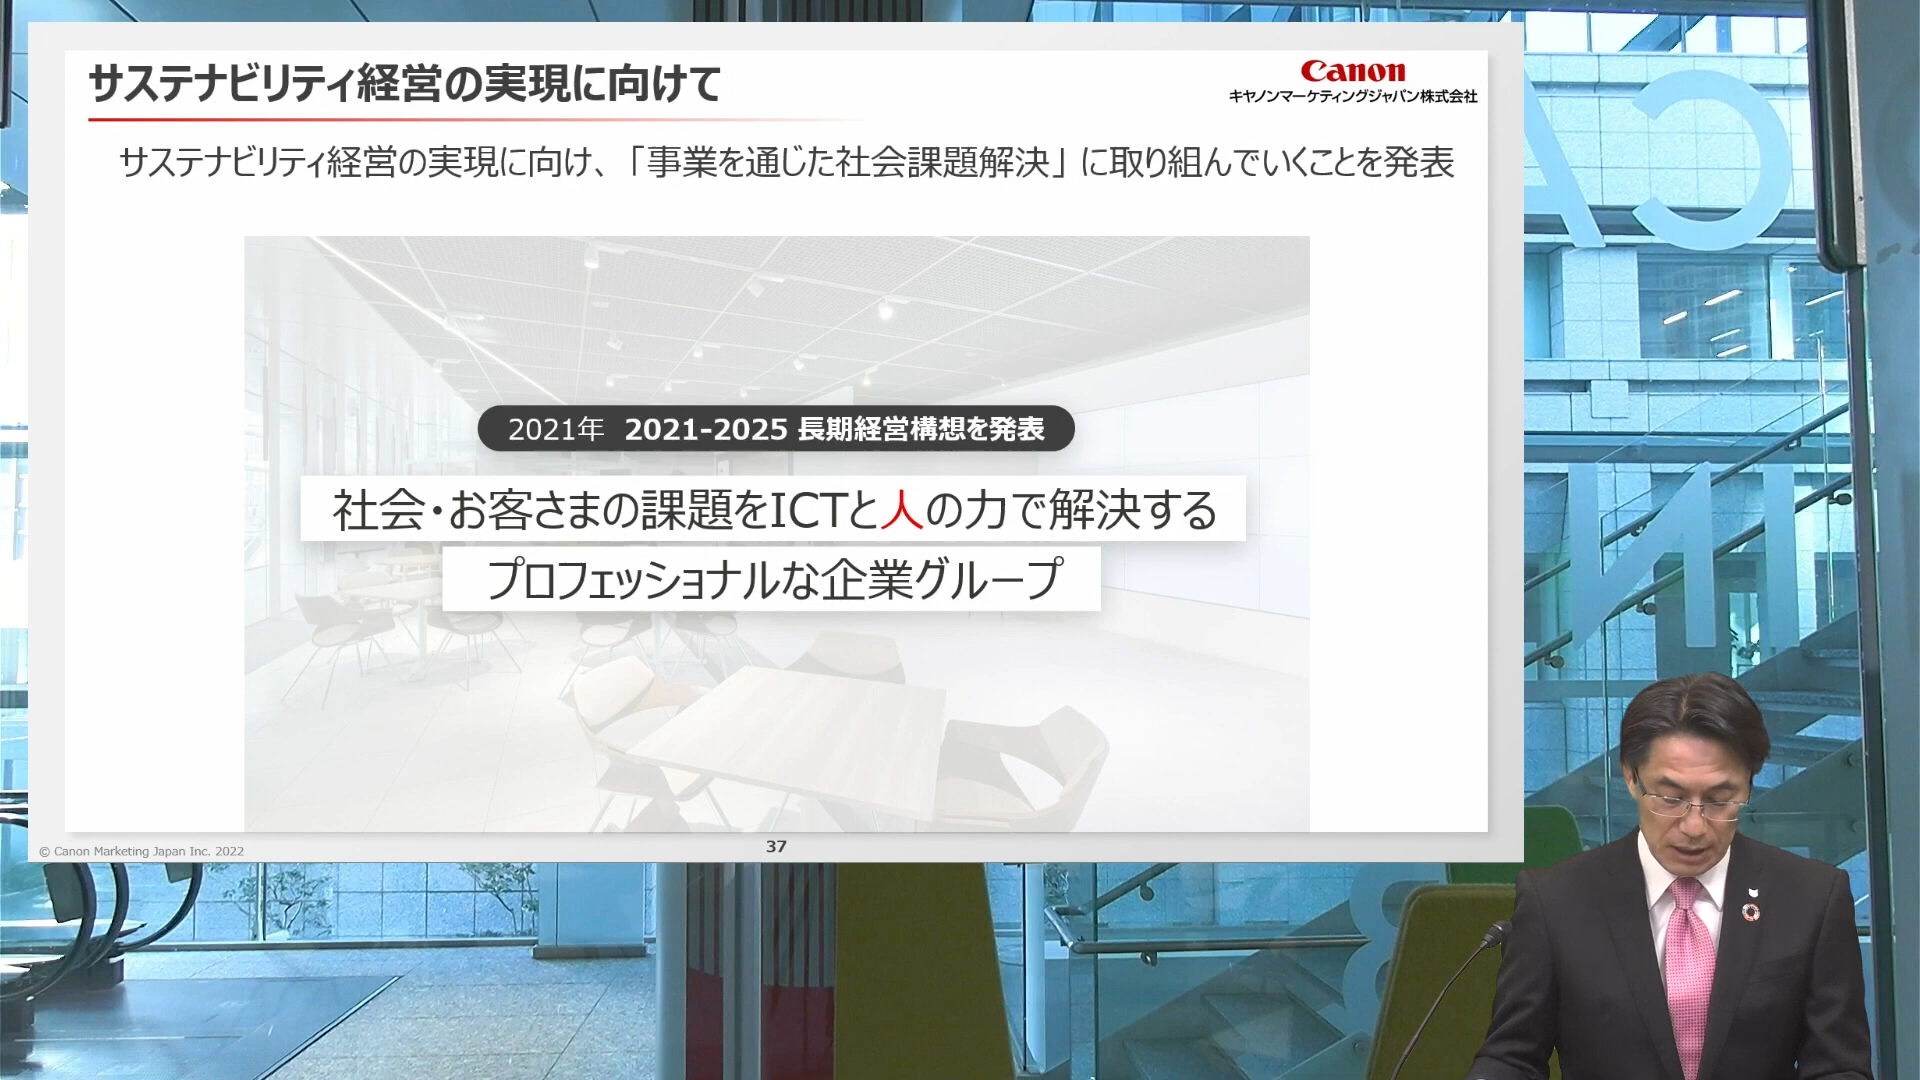 サステナビリティ経営の実現に向けて
Canon
キヤノンマーケティングジャパン株式会社
サステナビリティ経営の実現に向け、「事業を通じた社会課題解決」に取り組んでいくことを発表
2021年 2021-2025 長期経営構想を発表
社会・お客さまの課題をICTと人の力で解決する
プロフェッショナルな企業グループ
© Canon Marketing Japan Inc. 2022
37